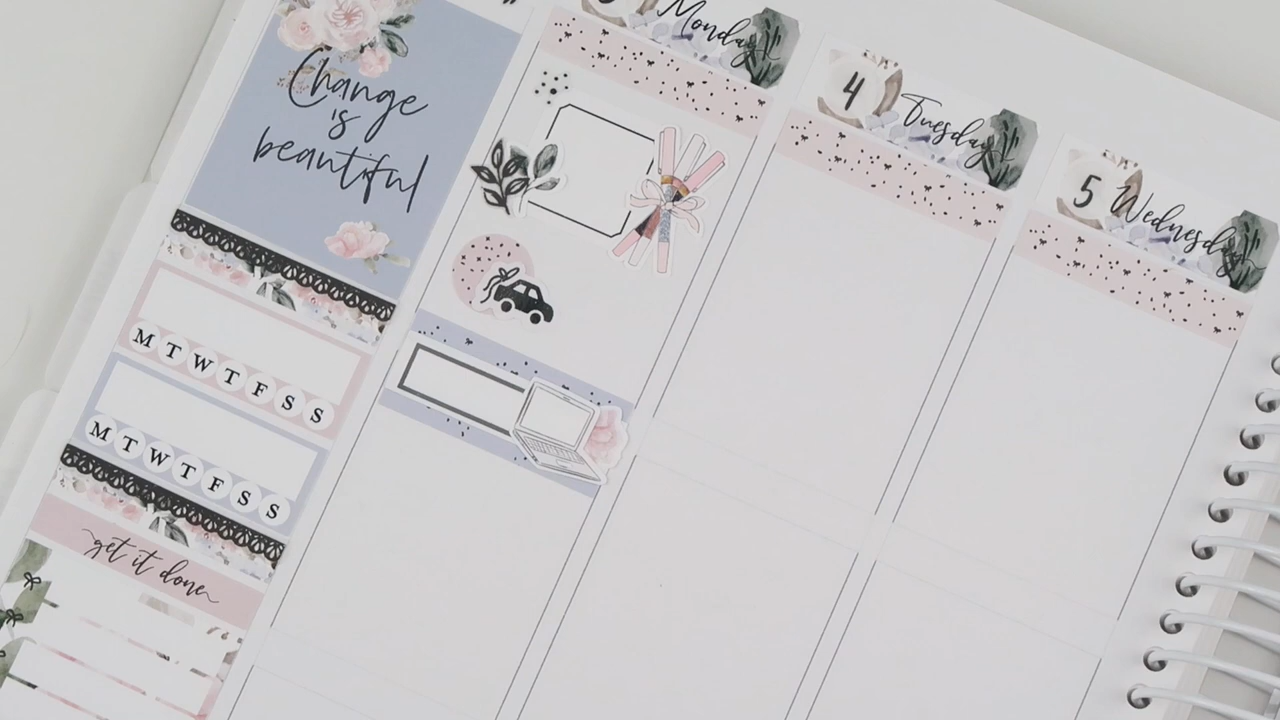 Change
is
beautiful
M T W T F S S
M T W T F S S
get it done
Monday
4 Tuesday
5 Wednesday